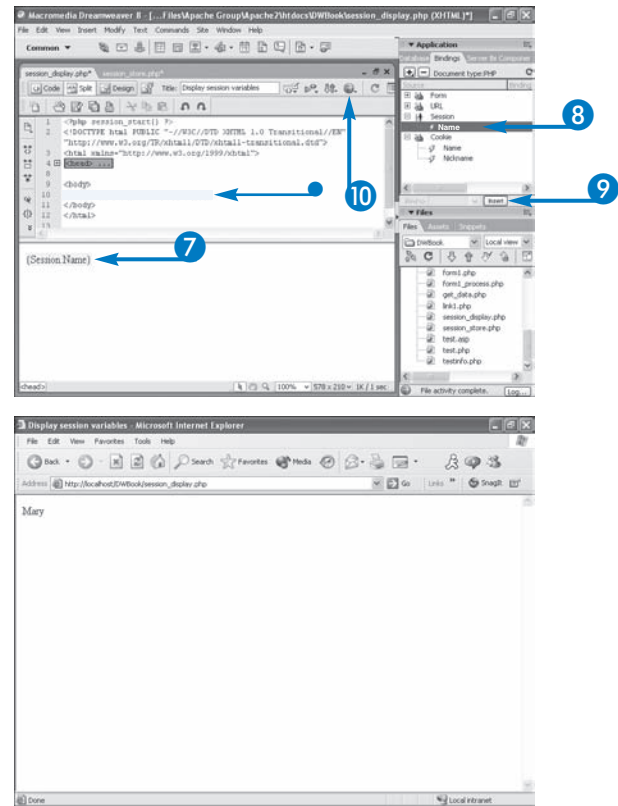 Macromedia Dreamweaver 8 - [...Files\Apache Group\Apache2\htdocs\DWBook\session_display.php (XHTML)*]
File Edit View Insert Modify Text Commands Site Window Help
Common
Application
Database Bindings Server Be Componen
session_display.php* session_store.php*
Code Split Design Title: Display session variables
Document type:PHP
Source Binding
Form
URL
Session
Name
Cookie
Name
Nickname
Insert
1 <?php session_start() ?>
2 <!DOCTYPE html PUBLIC "-//W3C//DTD XHTML 1.0 Transitional//EN"
"http://www.w3.org/TR/xhtml1/DTD/xhtml1-transitional.dtd">
3 <html xmlns="http://www.w3.org/1999/xhtml">
4 <head> ...
8
9 <body>
10
11 </body>
12 </html>
13
7
8
9
10
{Session.Name}
Files
Files Assets Snippets
DWBook Local view
form1.php
form1_process.php
get_data.php
link1.php
session_display.php
session_store.php
test.asp
test.php
testinfo.php
<head> 100% 578 x 210 1K / 1 sec
File activity complete. Log...
Display session variables - Microsoft Internet Explorer
File Edit View Favorites Tools Help
Back Search Favorites Media
Address http://localhost/DWBook/session_display.php Go Links SnagIt
Mary
Done Local intranet